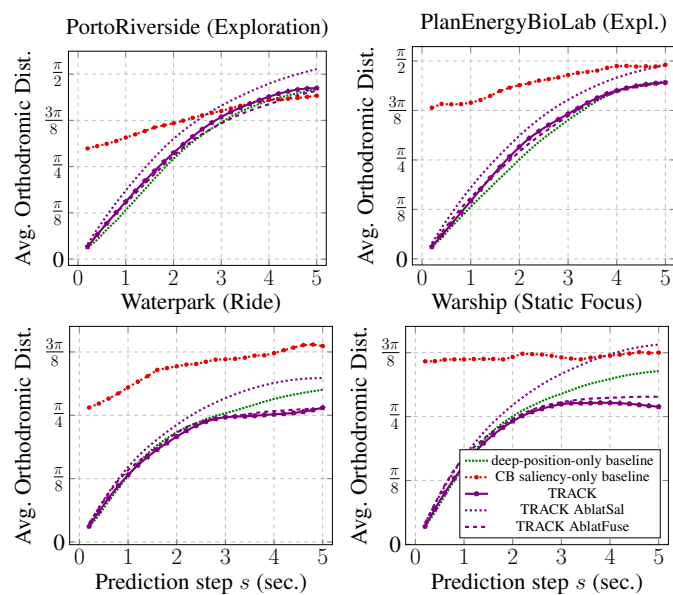 PortoRiverside (Exploration)
PlanEnergyBioLab (Expl.)
Avg. Orthodromic Dist.
π/2
3π/8
π/4
π/8
0
0 1 2 3 4 5
Avg. Orthodromic Dist.
π/2
3π/8
π/4
π/8
0
0 1 2 3 4 5
Waterpark (Ride)
Warship (Static Focus)
Avg. Orthodromic Dist.
3π/8
π/4
π/8
0
0 1 2 3 4 5
Prediction step s (sec.)
Avg. Orthodromic Dist.
3π/8
π/4
π/8
0
deep-position-only baseline
CB saliency-only baseline
TRACK
TRACK AblatSal
TRACK AblatFuse
0 1 2 3 4 5
Prediction step s (sec.)